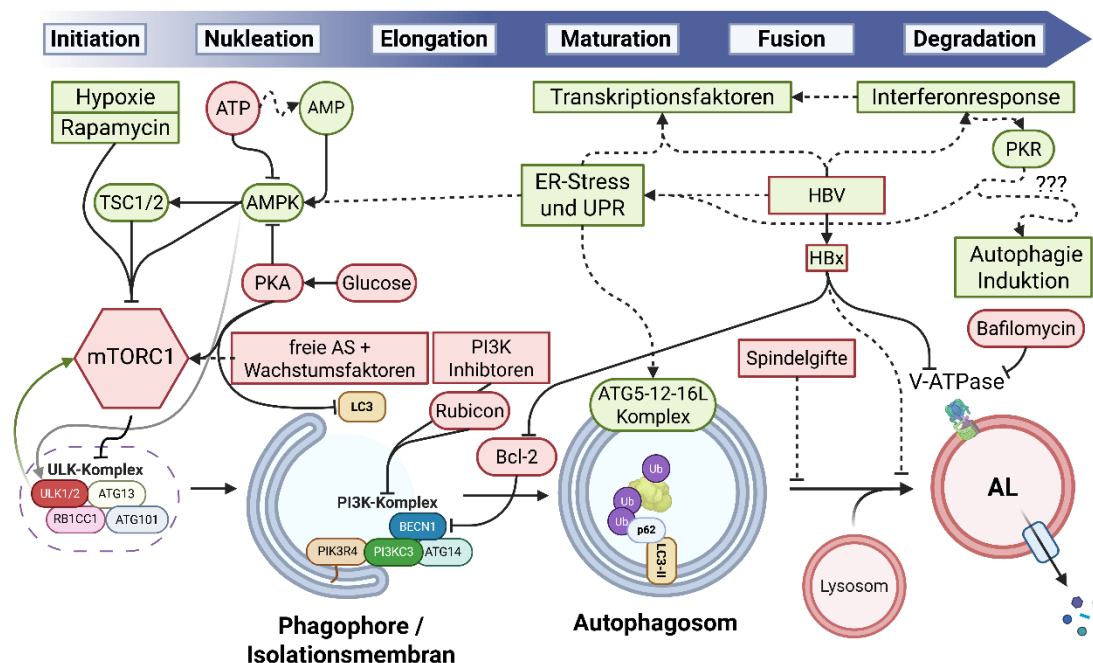 Initiation
Nukleation
Elongation
Maturation
Fusion
Degradation
Hypoxie
Rapamycin
ATP
AMP
Transkriptionsfaktoren
Interferonresponse
PKR
TSC1/2
AMPK
ER-Stress
und UPR
HBV
???
HBx
Autophagie
Induktion
PKA
Glucose
mTORC1
freie AS +
Wachstumsfaktoren
PI3K
Inhibtoren
Spindelgifte
Bafilomycin
V-ATPase
LC3
Rubicon
ATG5-12-16L
Komplex
Bcl-2
ULK-Komplex
ULK1/2
ATG13
RB1CC1
ATG101
PI3K-Komplex
BECN1
PIK3R4
PI3KC3
ATG14
Ub
Ub
Ub
p62
LC3-II
AL
Lysosom
Phagophore /
Isolationsmembran
Autophagosom